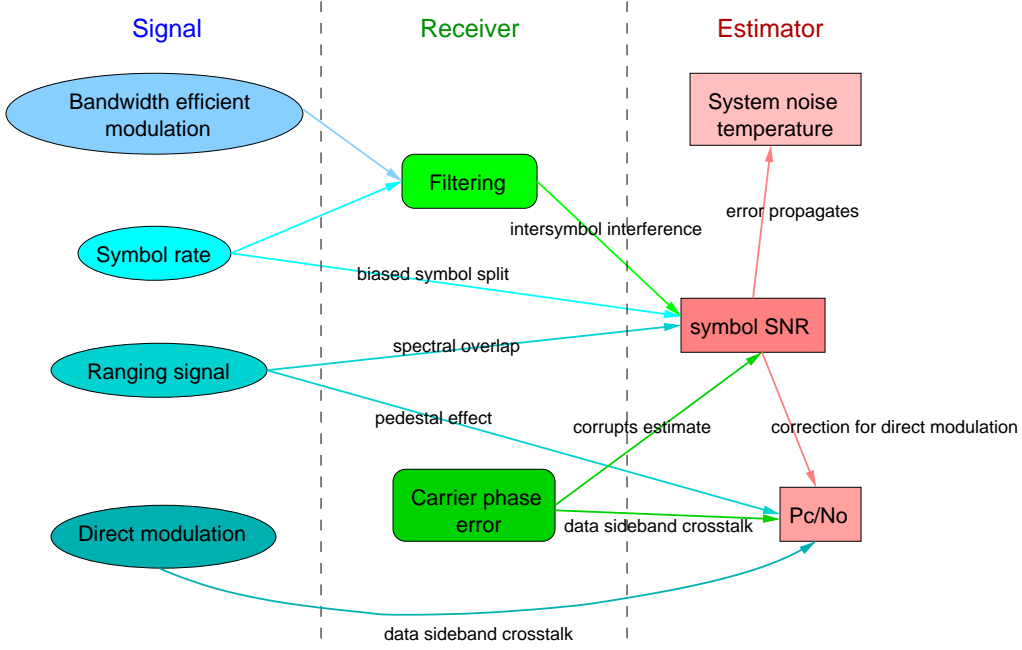 Signal
Receiver
Estimator
Bandwidth efficient
modulation
System noise
temperature
Filtering
error propagates
intersymbol interference
Symbol rate
biased symbol split
symbol SNR
spectral overlap
Ranging signal
pedestal effect
corrupts estimate
correction for direct modulation
Carrier phase
error
Pc/No
data sideband crosstalk
Direct modulation
data sideband crosstalk